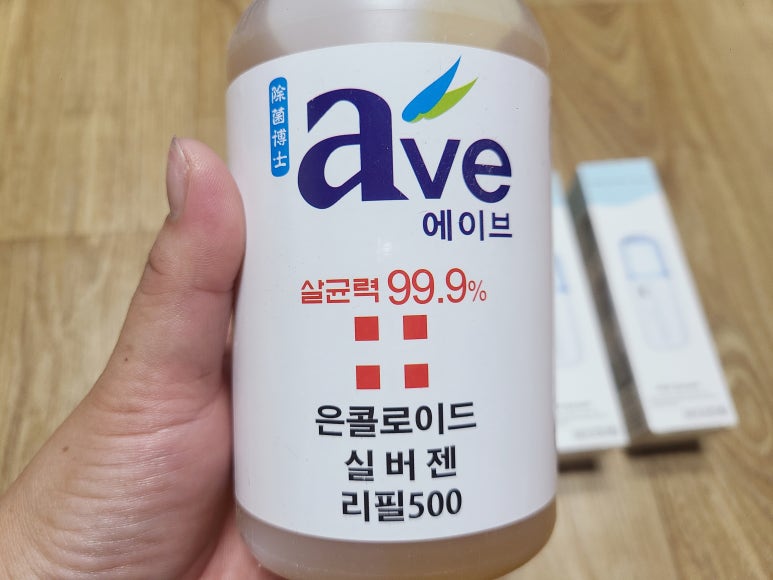 除菌博士
ave
에이브
살균력 99.9%
은콜로이드
실버젠
리필500